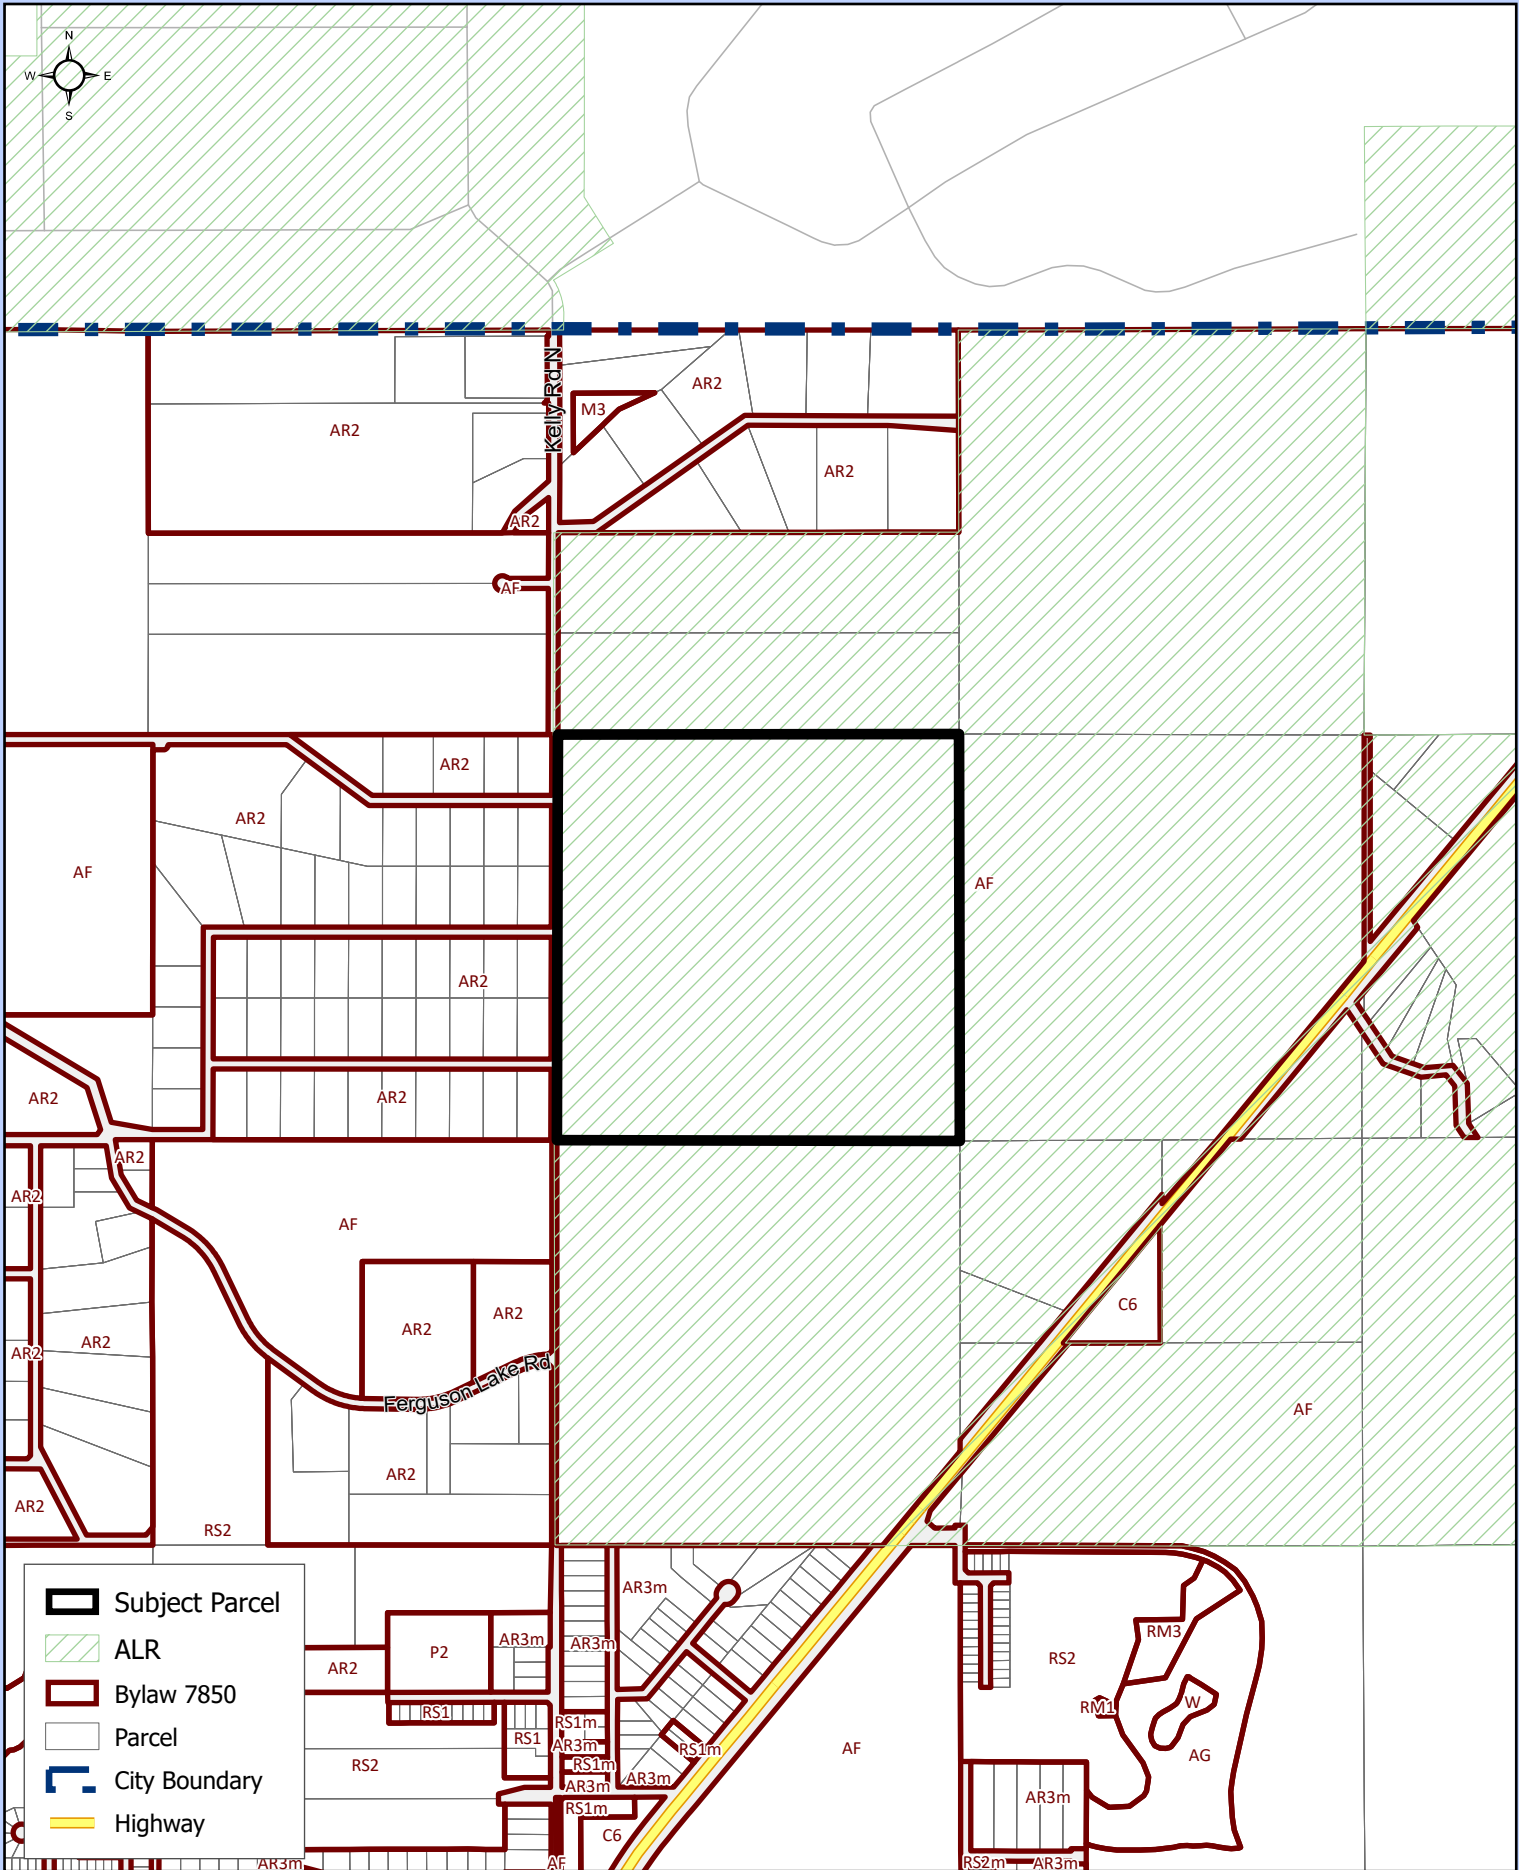 N
W E
S
Kelly Rd N
AR2
M3
AR2
AR2
AR2
AF
AR2
AR2
AF
AF
AR2
AR2
AR2
AR2
AR2
AF
C6
AR2
AR2
AR2
AR2
Ferguson Lake Rd
AF
AR2
AR2
RS2
Subject Parcel
ALR
Bylaw 7850
Parcel
City Boundary
Highway
AR3m
AR3m
AR3m
P2
AR2
RS1
RS1
RS2
RS1m
AR3m
RS1m
RS1m
AR3m
AR3m
RS1m
C6
AF
AR3m
AF
RS2
RM3
RM1
W
AG
AR3m
RS2m
AR3m